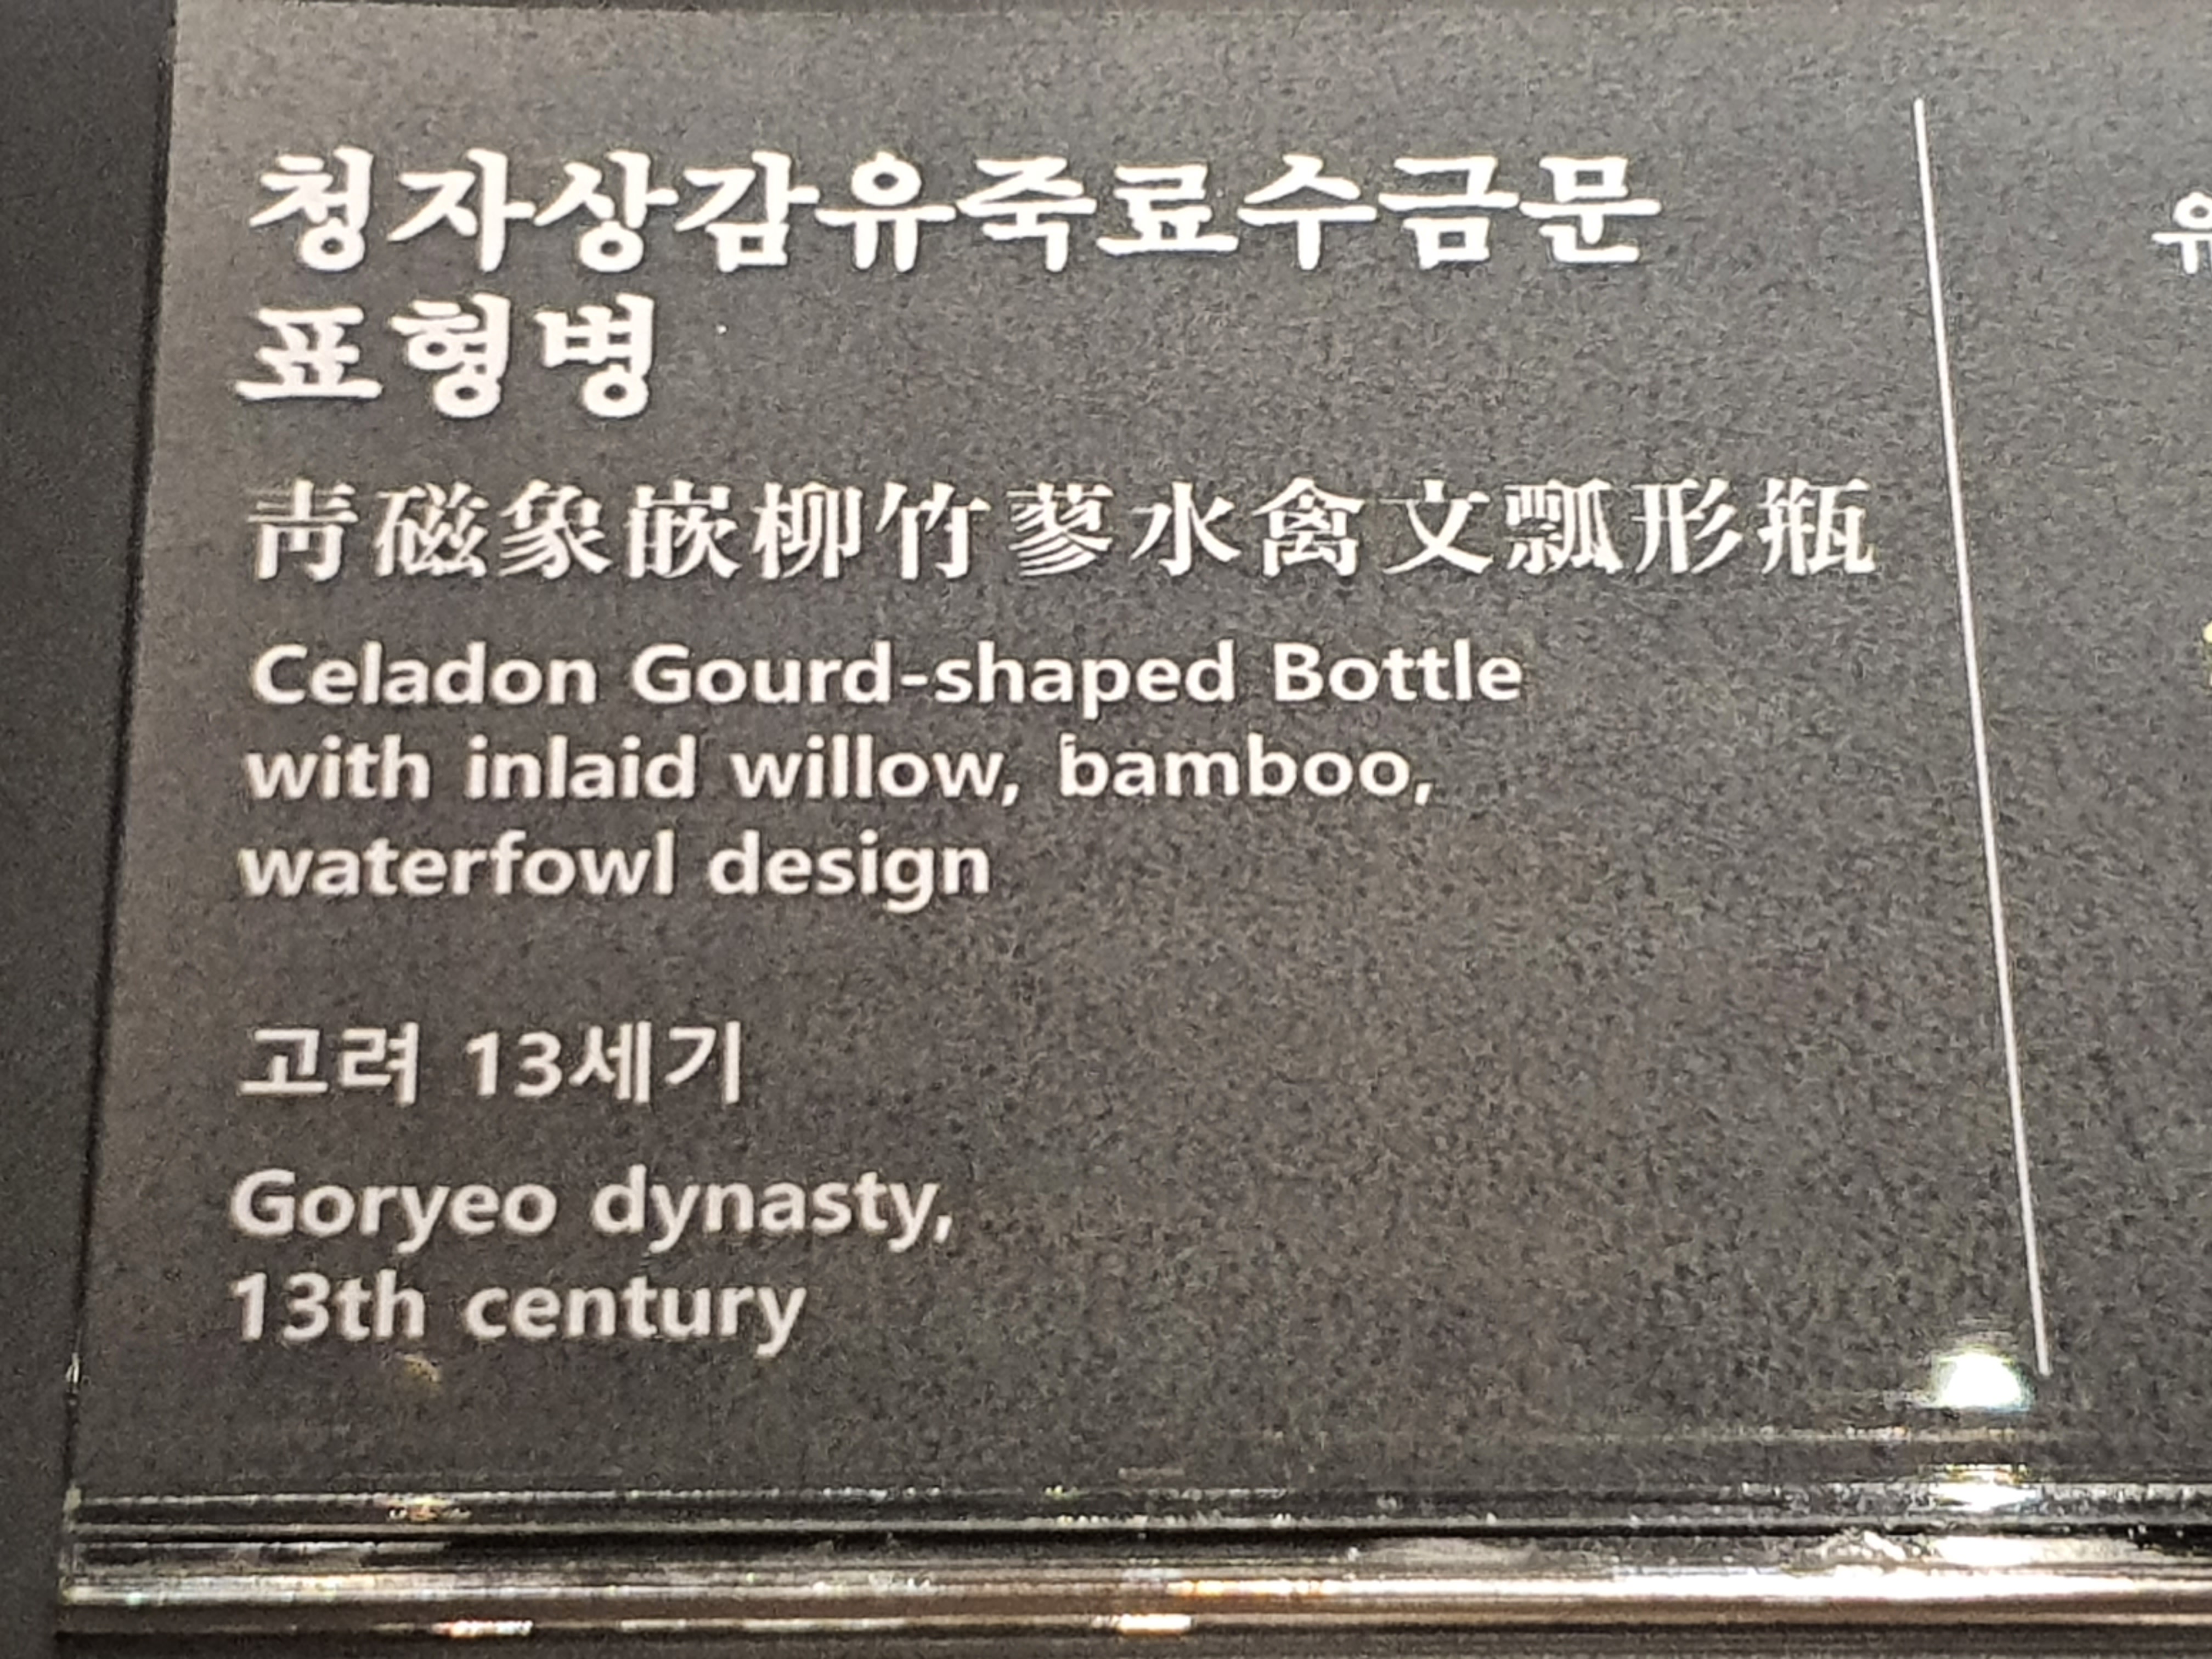 청자상감유죽료수금문
표형병
靑磁象嵌柳竹蓼水禽文瓢形甁
Celadon Gourd-shaped Bottle
with inlaid willow, bamboo,
waterfowl design
고려 13세기
Goryeo dynasty,
13th century